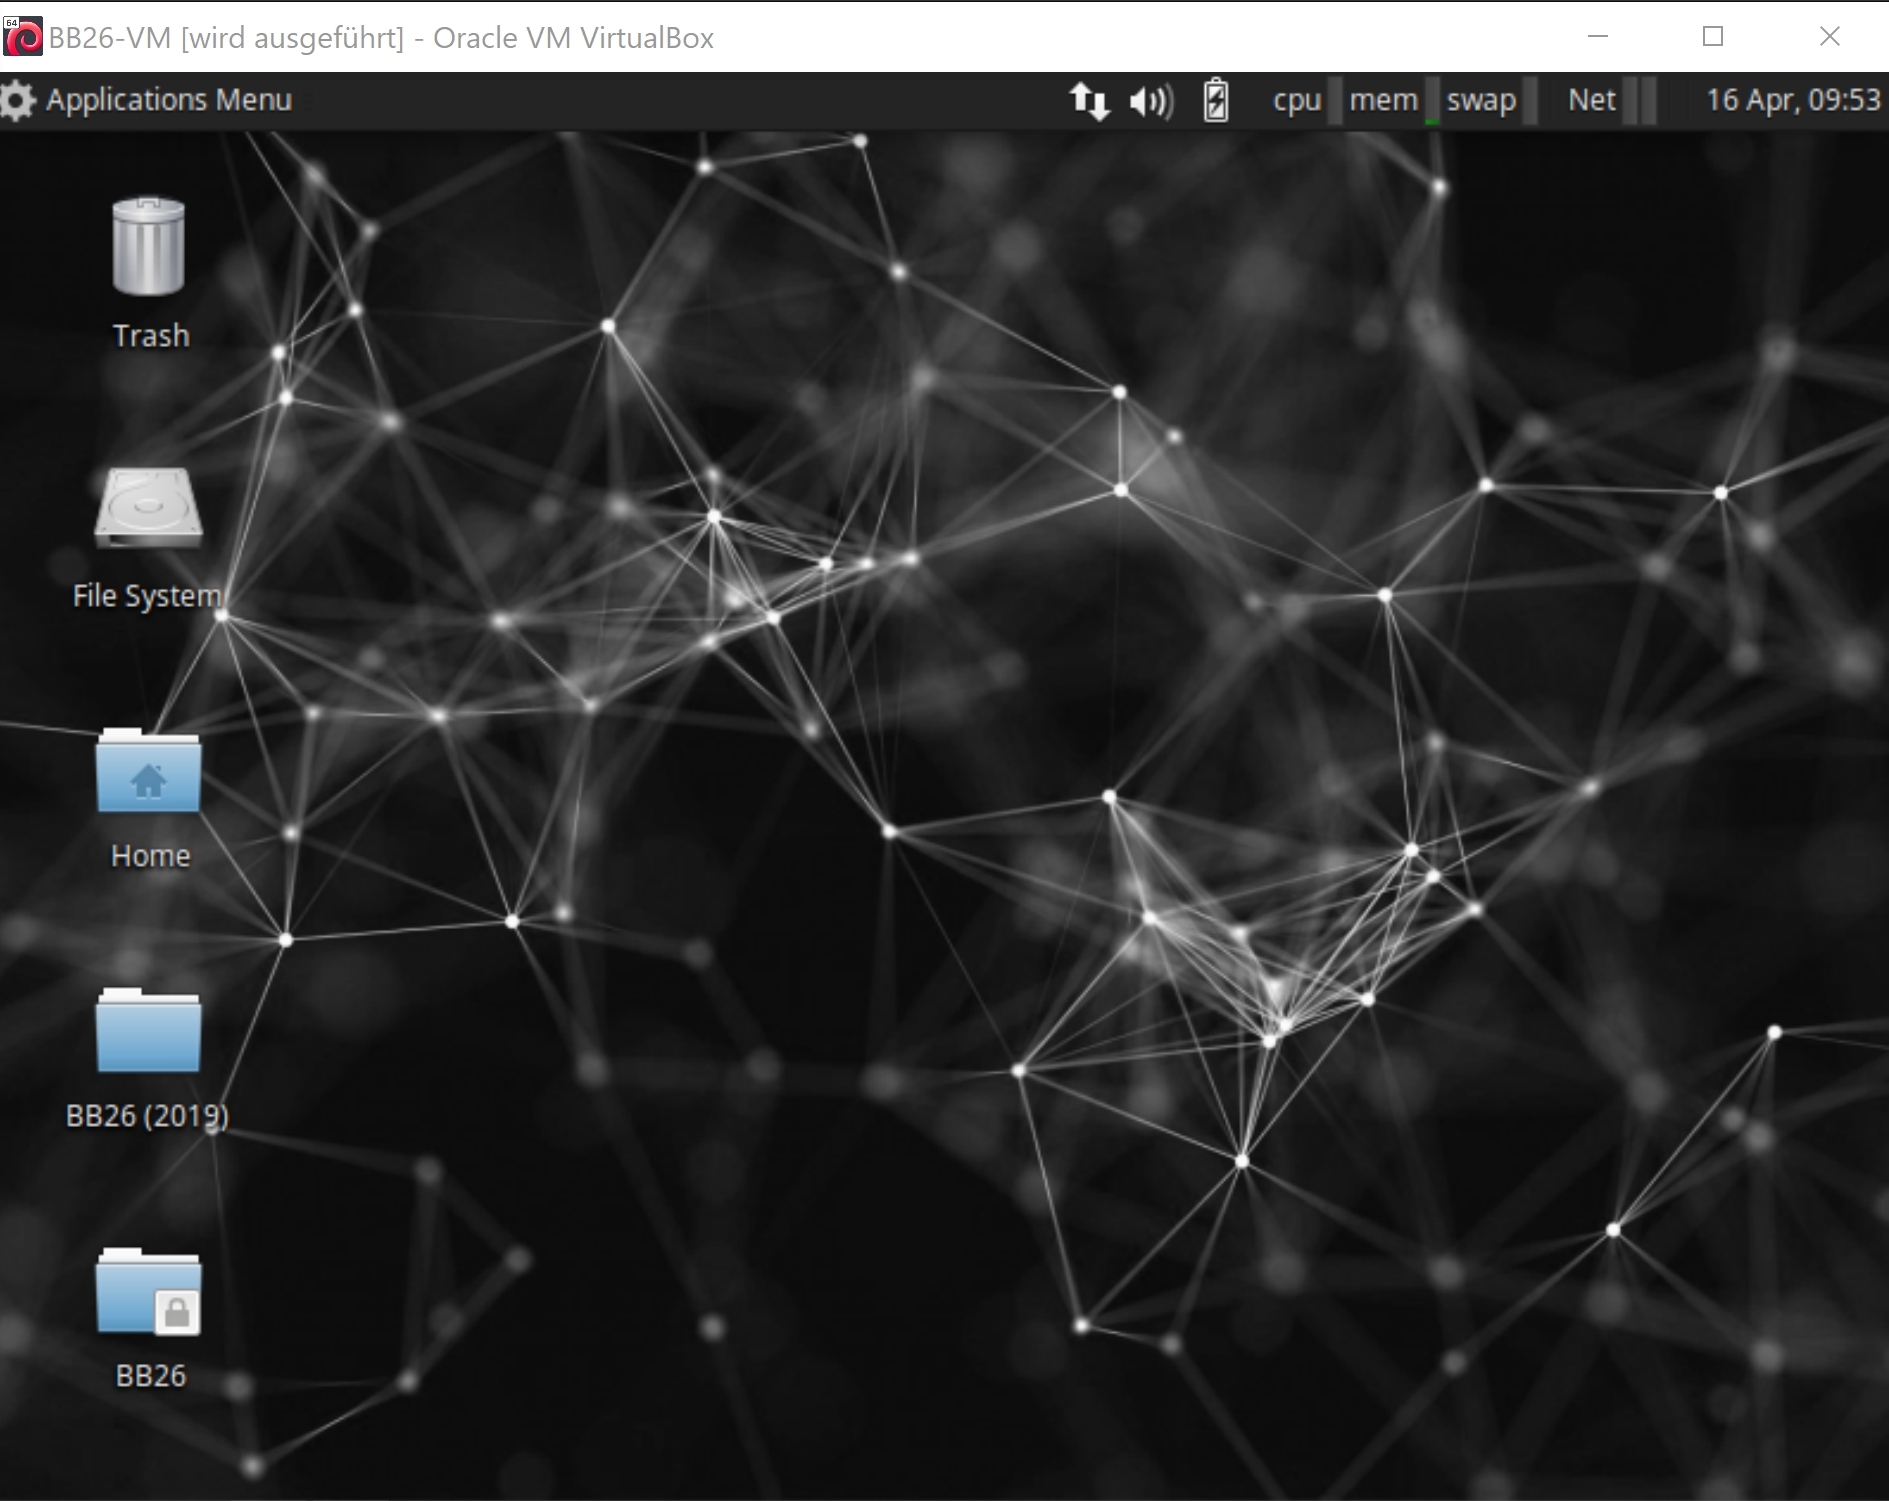 64
BB26-VM [wird ausgeführt] - Oracle VM VirtualBox
Applications Menu
cpu mem swap Net 16 Apr, 09:53
Trash
File System
Home
BB26 (2019)
BB26